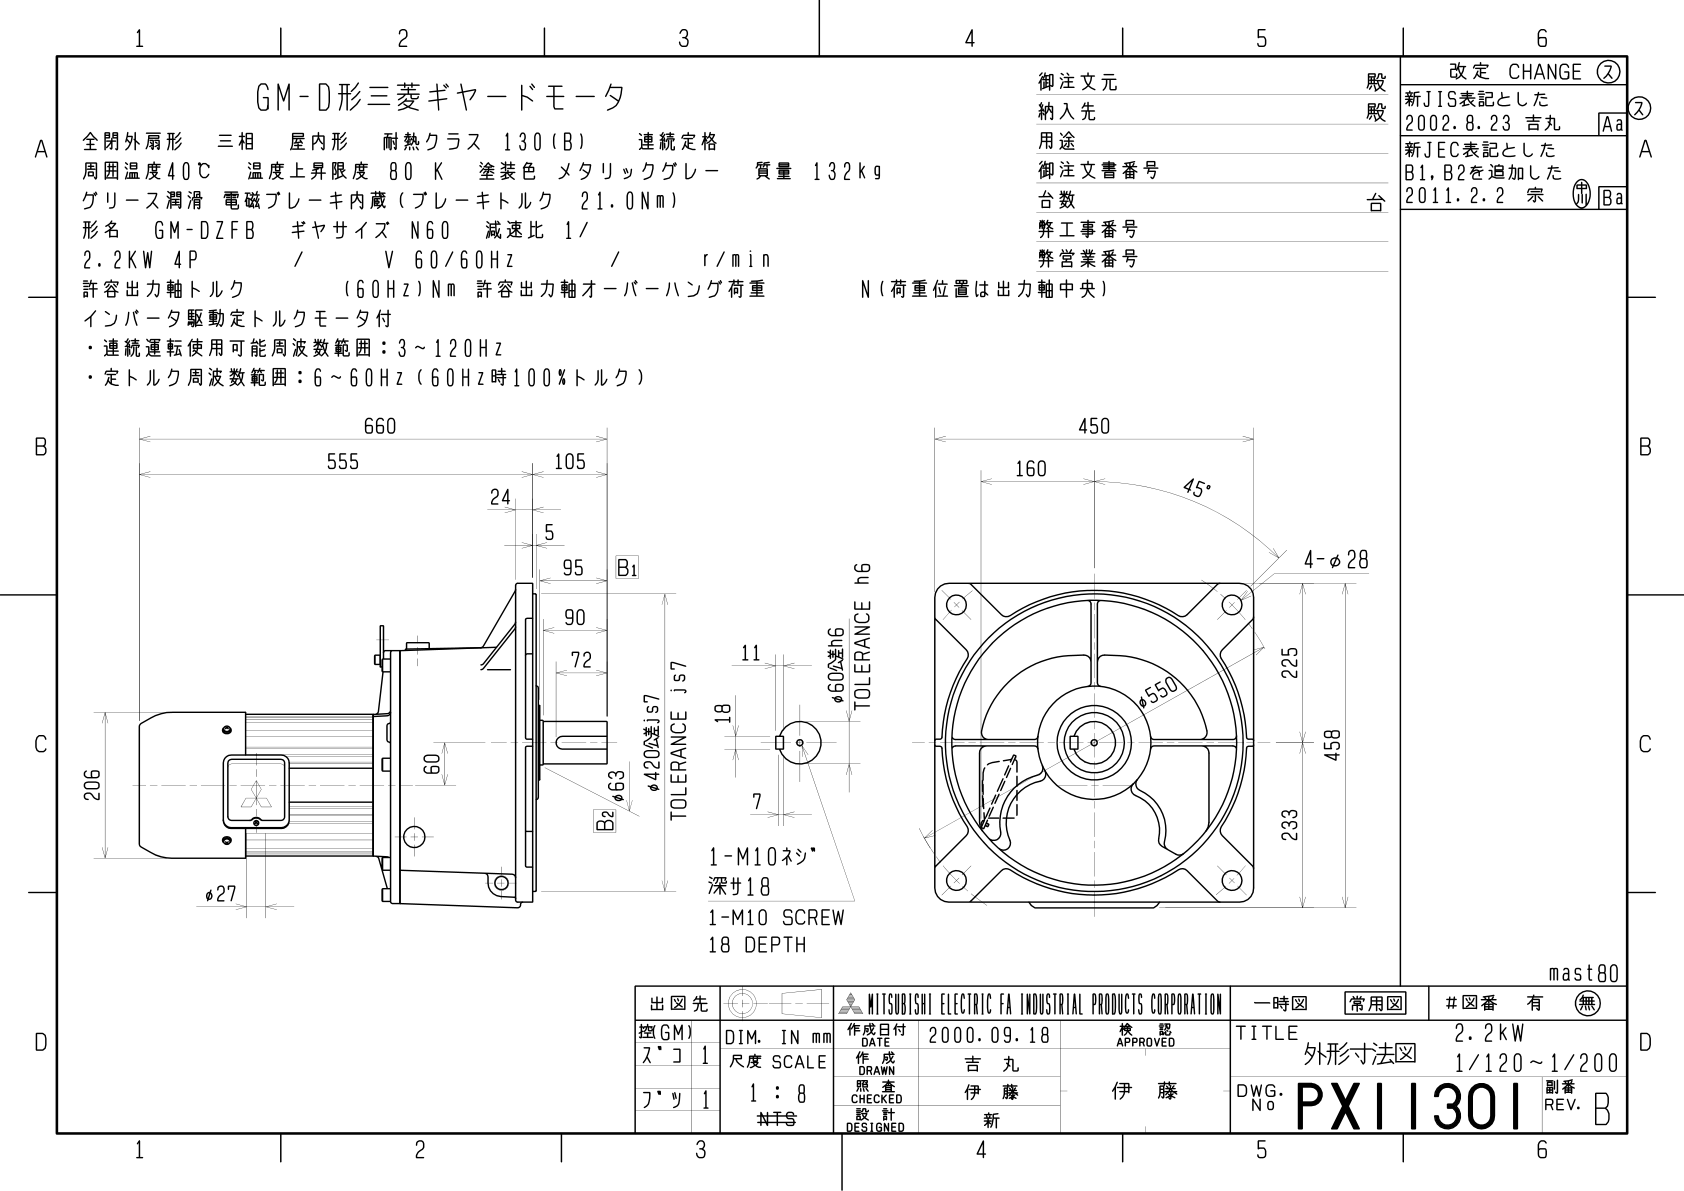 1 2 3 4 5 6
A
B
C
D
GM-D形三菱ギヤードモータ
全閉外扇形 三相 屋内形 耐熱クラス 130(B) 連続定格
周囲温度40℃ 温度上昇限度 80 K 塗装色 メタリックグレー 質量 132kg
グリース潤滑 電磁ブレーキ内蔵(ブレーキトルク 21.0Nm)
形名 GM-DZFB ギヤサイズ N60 減速比 1/
2.2KW 4P / V 60/60Hz / r/min
許容出力軸トルク (60Hz)Nm 許容出力軸オーバーハング荷重 N(荷重位置は出力軸中央)
インバータ駆動定トルクモータ付
・連続運転使用可能周波数範囲:3~120Hz
・定トルク周波数範囲:6~60Hz(60Hz時100%トルク)
御注文元 殿
納入先 殿
用途
御注文書番号
台数 台
弊工事番号
弊営業番号
改定 CHANGE ス
新JIS表記とした
2002.8.23 吉丸 Aa
ス
新JEC表記とした
B1,B2を追加した
2011.2.2 宗 Ba
A
B
C
D
660
555
105
24
5
95
B1
90
72
60
206
φ27
φ63
B2
φ420公差js7
TOLERANCE js7
11
18
7
φ60公差h6
TOLERANCE h6
1-M10ネジ
深サ18
1-M10 SCREW
18 DEPTH
450
160
45°
4-φ28
φ550
225
233
458
mast80
出図先
控(GM)
ズコ 1
ブツ 1
DIM. IN mm
尺度 SCALE
1 : 8
NTS
MITSUBISHI ELECTRIC FA INDUSTRIAL PRODUCTS CORPORATION
作成日付
DATE
2000.09.18
作成
DRAWN
吉丸
照査
CHECKED
伊藤
設計
DESIGNED
新
検認
APPROVED
伊藤
一時図 常用図 #図番 有 無
TITLE
外形寸法図
2.2kW
1/120~1/200
DWG.
No
PX11301
副番
REV.
B
1 2 3 4 5 6